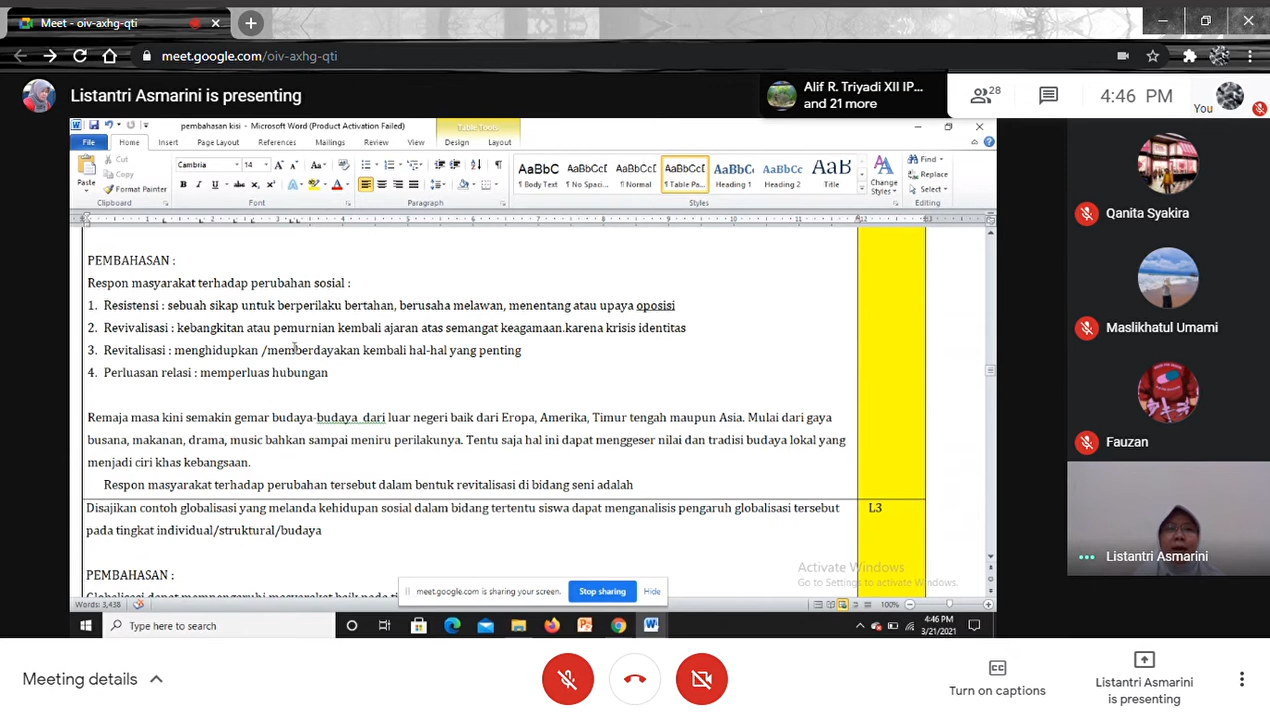 Meet - oiv-axhg-qti
meet.google.com/oiv-axhg-qti
Listantri Asmarini is presenting
Alif R. Triyadi XII IP...
and 21 more
28
4:46 PM
You
pembahasan kisi - Microsoft Word (Product Activation Failed)
Table Tools
File Home Insert Page Layout References Mailings Review View Design Layout
Cut
Copy
Format Painter
Paste
Cambria 14
AaBbC AaBbCcD AaBbCcD AaBbCcD AaBbCc AaBbCc AaB
¶ Body Text ¶ No Spaci... ¶ Normal ¶ Table Pa... Heading 1 Heading 2 Title
Change
Styles
Find
Replace
Select
Clipboard Font Paragraph Styles Editing
PEMBAHASAN :
Respon masyarakat terhadap perubahan sosial :
1. Resistensi : sebuah sikap untuk berperilaku bertahan, berusaha melawan, menentang atau upaya oposisi
2. Revivalisasi : kebangkitan atau pemurnian kembali ajaran atas semangat keagamaan.karena krisis identitas
3. Revitalisasi : menghidupkan /memberdayakan kembali hal-hal yang penting
4. Perluasan relasi : memperluas hubungan
Remaja masa kini semakin gemar budaya-budaya dari luar negeri baik dari Eropa, Amerika, Timur tengah maupun Asia. Mulai dari gaya
busana, makanan, drama, music bahkan sampai meniru perilakunya. Tentu saja hal ini dapat menggeser nilai dan tradisi budaya lokal yang
menjadi ciri khas kebangsaan.
Respon masyarakat terhadap perubahan tersebut dalam bentuk revitalisasi di bidang seni adalah
Disajikan contoh globalisasi yang melanda kehidupan sosial dalam bidang tertentu siswa dapat menganalisis pengaruh globalisasi tersebut
pada tingkat individual/struktural/budaya
L3
PEMBAHASAN :
Activate Windows
Go to Settings to activate Windows.
meet.google.com is sharing your screen.
Stop sharing
Hide
Words: 3,438
100%
Type here to search
4:46 PM
3/21/2021
Qanita Syakira
Maslikhatul Umami
Fauzan
Listantri Asmarini
Meeting details
Turn on captions
Listantri Asmarini
is presenting